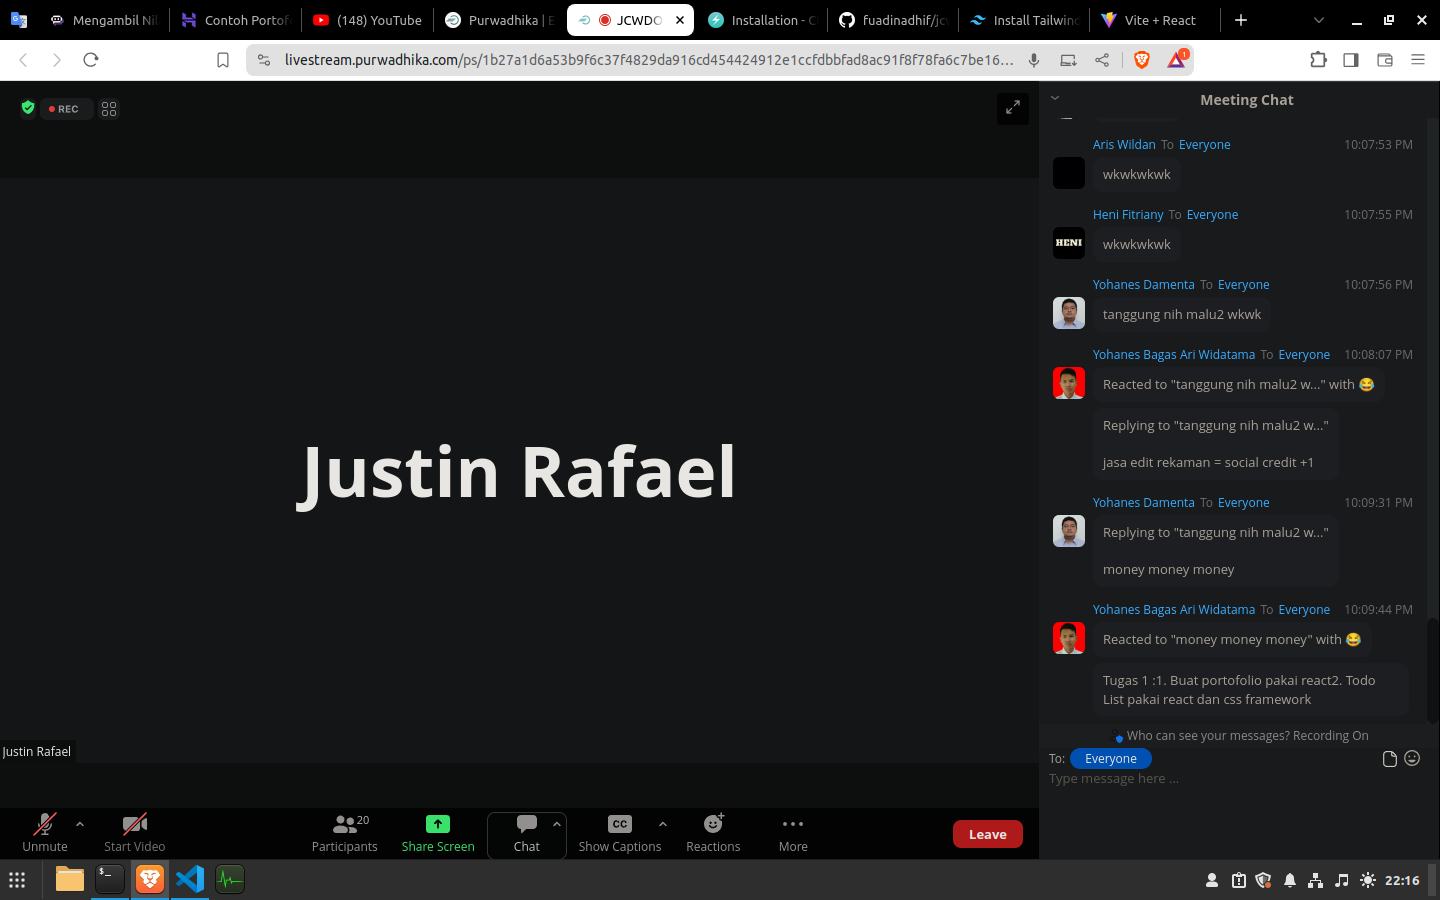 Mengambil Nil
Contoh Portofo
(148) YouTube
Purwadhika | E
JCWDO
Installation - C
fuadinadhif/jc
Install Tailwind
Vite + React
livestream.purwadhika.com/ps/1b27a1d6a53b9f6c37f4829da916cd454424912e1ccfdbbfad8ac91f8f78fa6c7be16...
1
REC
Meeting Chat
Aris Wildan To Everyone 10:07:53 PM
wkwkwkwk
Heni Fitriany To Everyone 10:07:55 PM
HENI
wkwkwkwk
Yohanes Damenta To Everyone 10:07:56 PM
tanggung nih malu2 wkwk
Yohanes Bagas Ari Widatama To Everyone 10:08:07 PM
Reacted to "tanggung nih malu2 w..." with 😂
Replying to "tanggung nih malu2 w..."
jasa edit rekaman = social credit +1
Yohanes Damenta To Everyone 10:09:31 PM
Replying to "tanggung nih malu2 w..."
money money money
Yohanes Bagas Ari Widatama To Everyone 10:09:44 PM
Reacted to "money money money" with 😂
Tugas 1 :1. Buat portofolio pakai react2. Todo
List pakai react dan css framework
Who can see your messages? Recording On
To: Everyone
Type message here ...
Justin Rafael
Justin Rafael
Unmute
Start Video
Participants
20
Share Screen
Chat
CC
Show Captions
Reactions
More
Leave
22:16